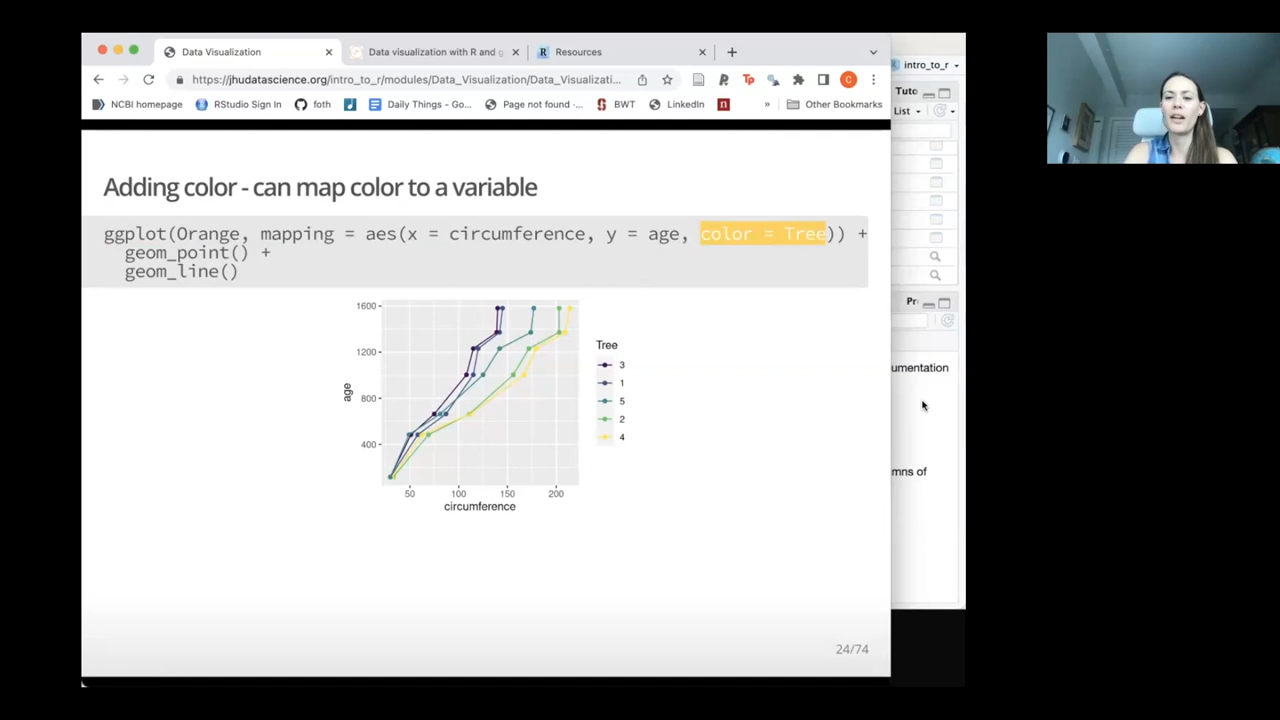 Data Visualization
Data visualization with R and g
Resources
https://jhudatascience.org/intro_to_r/modules/Data_Visualization/Data_Visualizati...
NCBI homepage
RStudio Sign In
foth
Daily Things - Go...
Page not found -...
BWT
LinkedIn
»
Other Bookmarks
intro_to_r
Tuto
List
Pr
umentation
mns of
Adding color - can map color to a variable
ggplot(Orange, mapping = aes(x = circumference, y = age, color = Tree)) +
geom_point() +
geom_line()
1600
1200
800
400
age
50 100 150 200
circumference
Tree
3
1
5
2
4
24/74